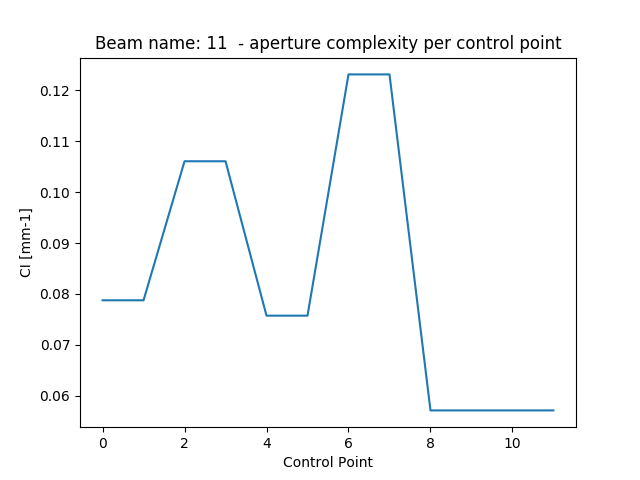 Beam name: 11  - aperture complexity per control point
CI [mm-1]
0.12
0.11
0.10
0.09
0.08
0.07
0.06
0 2 4 6 8 10
Control Point